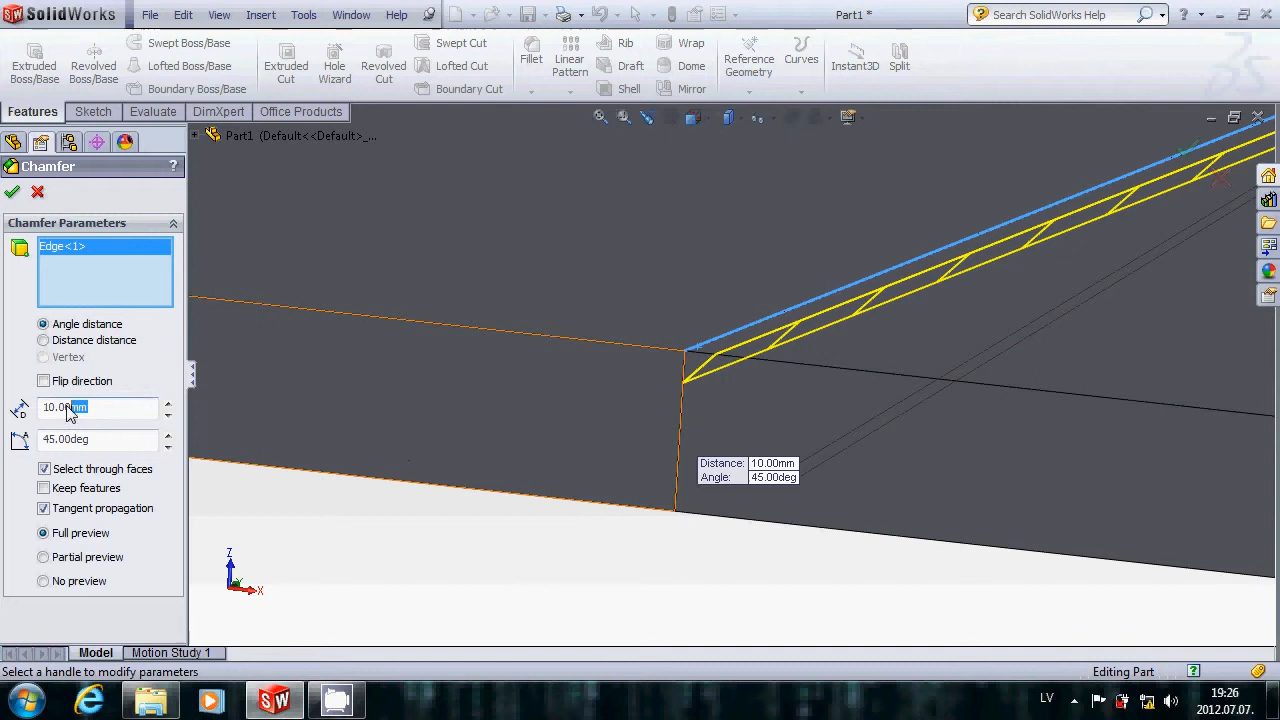 SolidWorks File Edit View Insert Tools Window Help Part1 * Search SolidWorks Help
Extruded Boss/Base
Revolved Boss/Base
Swept Boss/Base
Lofted Boss/Base
Boundary Boss/Base
Extruded Cut
Hole Wizard
Revolved Cut
Swept Cut
Lofted Cut
Boundary Cut
Fillet
Linear Pattern
Rib
Draft
Shell
Wrap
Dome
Mirror
Reference Geometry
Curves
Instant3D
Split
Features Sketch Evaluate DimXpert Office Products
Part1 (Default<<Default>_...
Chamfer ?
Chamfer Parameters
Edge<1>
Angle distance
Distance distance
Vertex
Flip direction
D 10.00mm
A 45.00deg
Select through faces
Keep features
Tangent propagation
Full preview
Partial preview
No preview
Distance: 10.00mm
Angle: 45.00deg
Z
Y
X
Model Motion Study 1
Select a handle to modify parameters Editing Part
LV 19:26
2012.07.07.